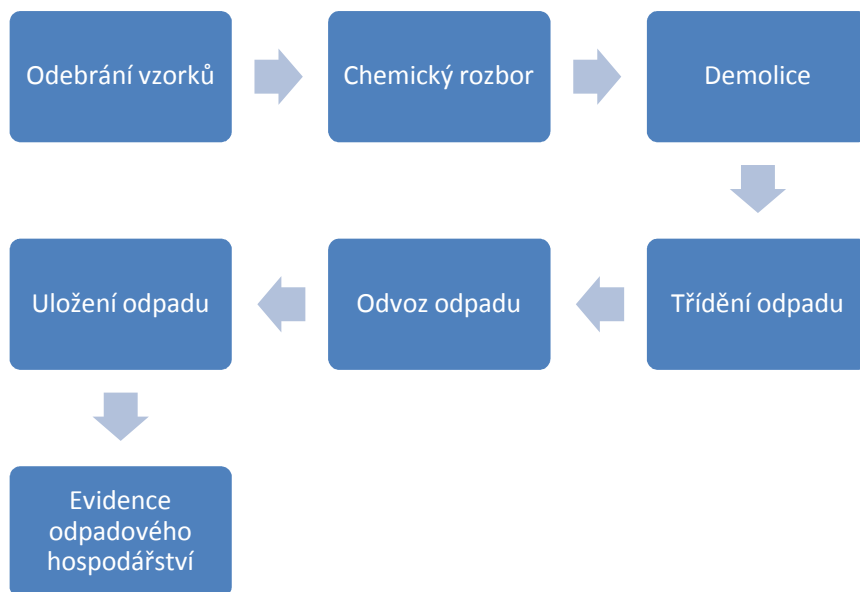 Odebrání vzorků
Chemický rozbor
Demolice
Třídění odpadu
Odvoz odpadu
Uložení odpadu
Evidence
odpadového
hospodářství